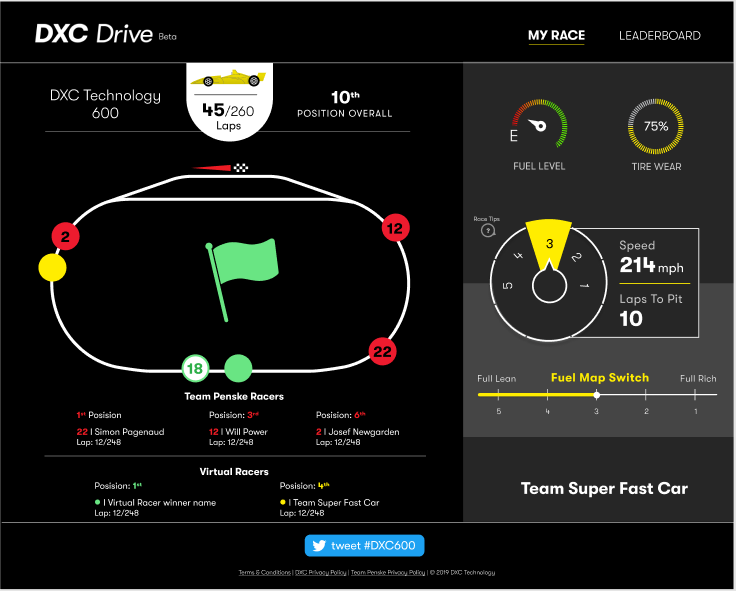 DXC Drive Beta
MY RACE
LEADERBOARD
DXC Technology
600
45/260
Laps
10th
POSITION OVERALL
E
FUEL LEVEL
75%
TIRE WEAR
2
12
22
18
Race Tips
?
5
4
3
2
1
Speed
214 mph
Laps To Pit
10
Full Lean
Fuel Map Switch
Full Rich
5 4 3 2 1
Team Super Fast Car
Team Penske Racers
1st Posision
22 | Simon Pagenaud
Lap: 12/248
Posision: 3rd
12 | Will Power
Lap: 12/248
Posision: 6th
2 | Josef Newgarden
Lap: 12/248
Virtual Racers
Position: 1st
| Virtual Racer winner name
Lap: 12/248
Position: 4th
| Team Super Fast Car
Lap: 12/248
tweet #DXC600
Terms & Conditions | DXC Privacy Policy | Team Penske Privacy Policy | © 2019 DXC Technology